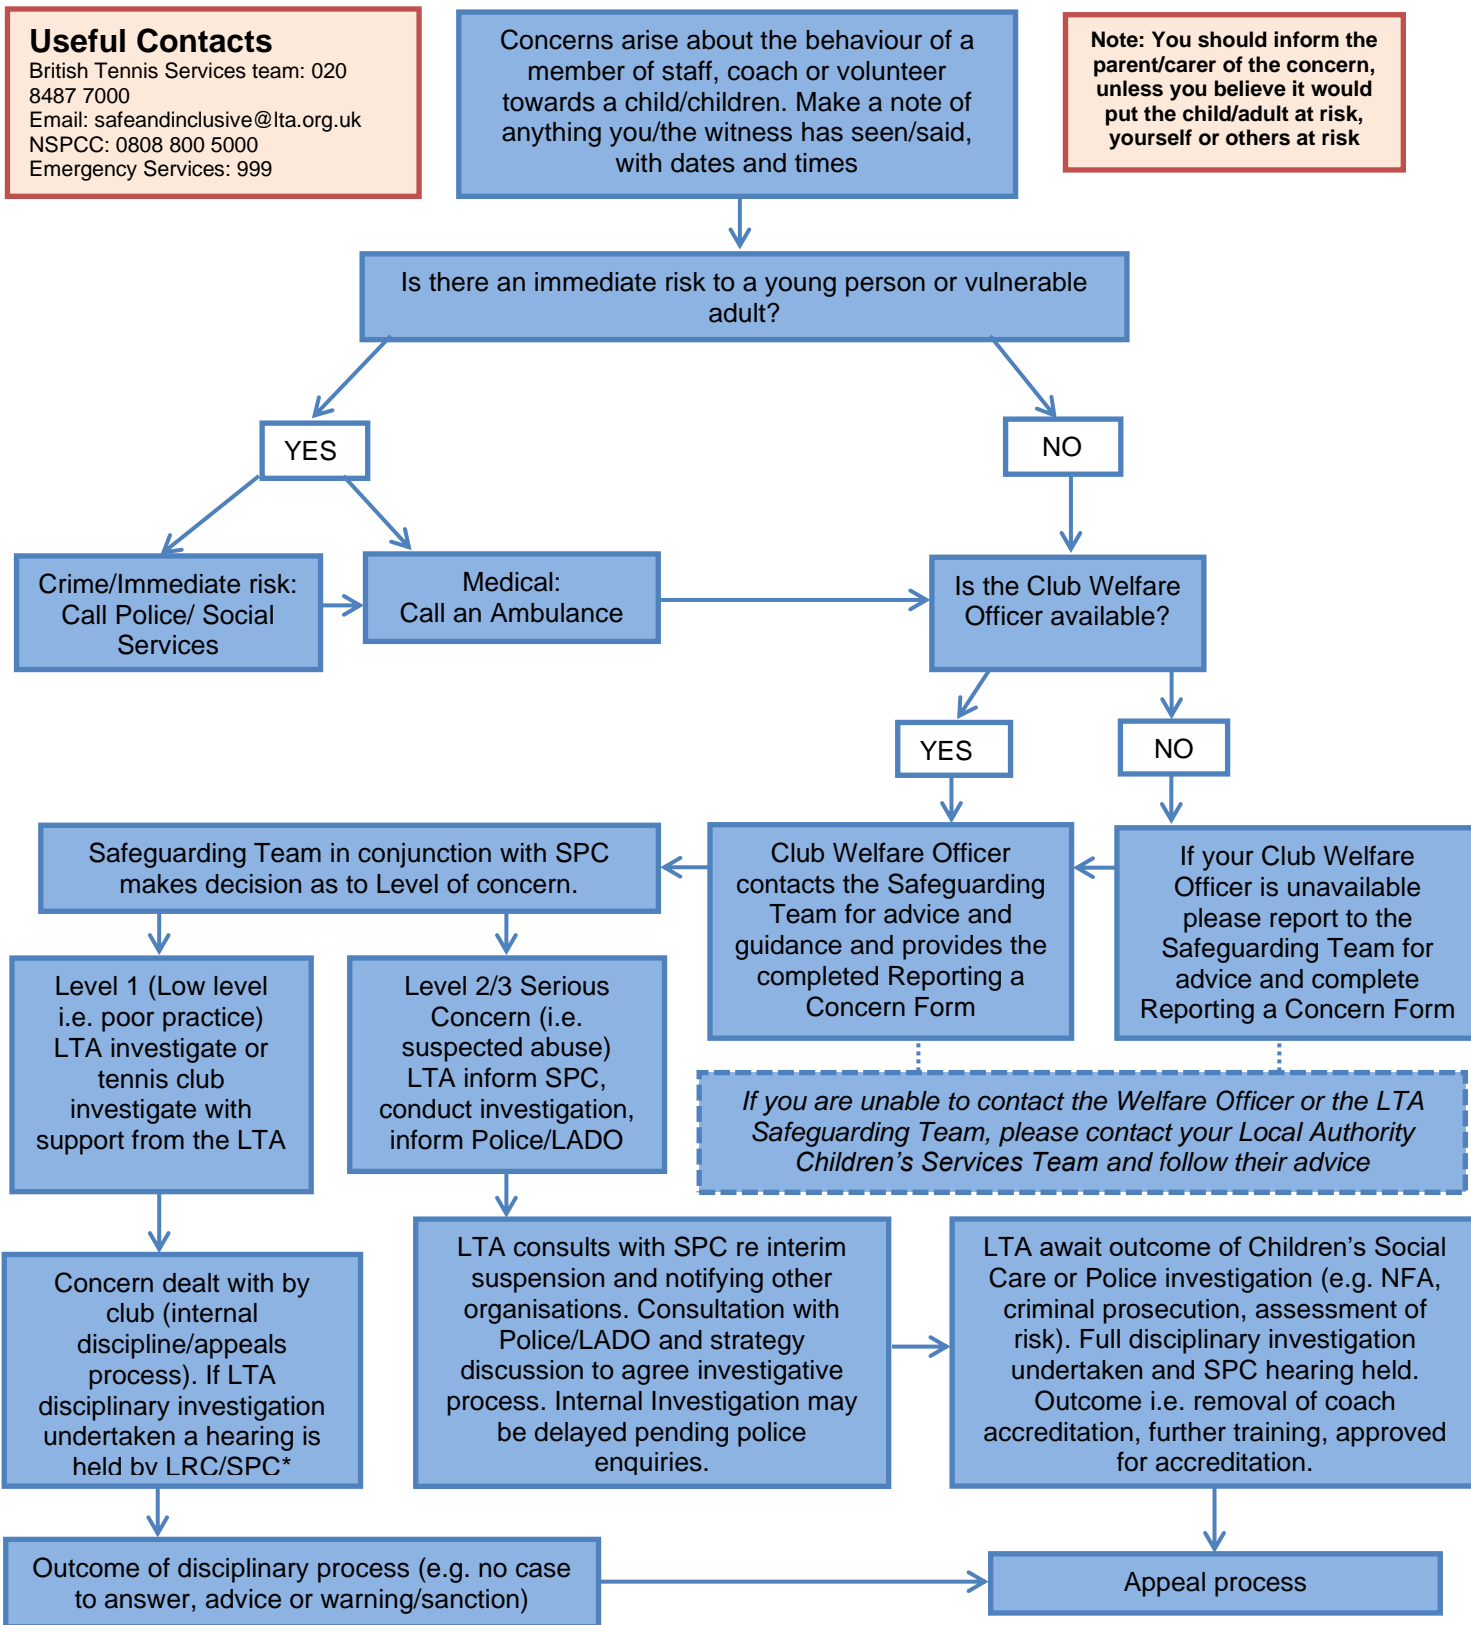 Useful Contacts
British Tennis Services team: 020
8487 7000
Email: safeandinclusive@lta.org.uk
NSPCC: 0808 800 5000
Emergency Services: 999
Concerns arise about the behaviour of a
member of staff, coach or volunteer
towards a child/children. Make a note of
anything you/the witness has seen/said,
with dates and times
Note: You should inform the
parent/carer of the concern,
unless you believe it would
put the child/adult at risk,
yourself or others at risk
Is there an immediate risk to a young person or vulnerable
adult?
YES
NO
Crime/Immediate risk:
Call Police/ Social
Services
Medical:
Call an Ambulance
Is the Club Welfare
Officer available?
YES
NO
Safeguarding Team in conjunction with SPC
makes decision as to Level of concern.
Club Welfare Officer
contacts the Safeguarding
Team for advice and
guidance and provides the
completed Reporting a
Concern Form
If your Club Welfare
Officer is unavailable
please report to the
Safeguarding Team for
advice and complete
Reporting a Concern Form
Level 1 (Low level
i.e. poor practice)
LTA investigate or
tennis club
investigate with
support from the LTA
Level 2/3 Serious
Concern (i.e.
suspected abuse)
LTA inform SPC,
conduct investigation,
inform Police/LADO
If you are unable to contact the Welfare Officer or the LTA
Safeguarding Team, please contact your Local Authority
Children’s Services Team and follow their advice
Concern dealt with by
club (internal
discipline/appeals
process). If LTA
disciplinary investigation
undertaken a hearing is
held by LRC/SPC*
LTA consults with SPC re interim
suspension and notifying other
organisations. Consultation with
Police/LADO and strategy
discussion to agree investigative
process. Internal Investigation may
be delayed pending police
enquiries.
LTA await outcome of Children’s Social
Care or Police investigation (e.g. NFA,
criminal prosecution, assessment of
risk). Full disciplinary investigation
undertaken and SPC hearing held.
Outcome i.e. removal of coach
accreditation, further training, approved
for accreditation.
Outcome of disciplinary process (e.g. no case
to answer, advice or warning/sanction)
Appeal process